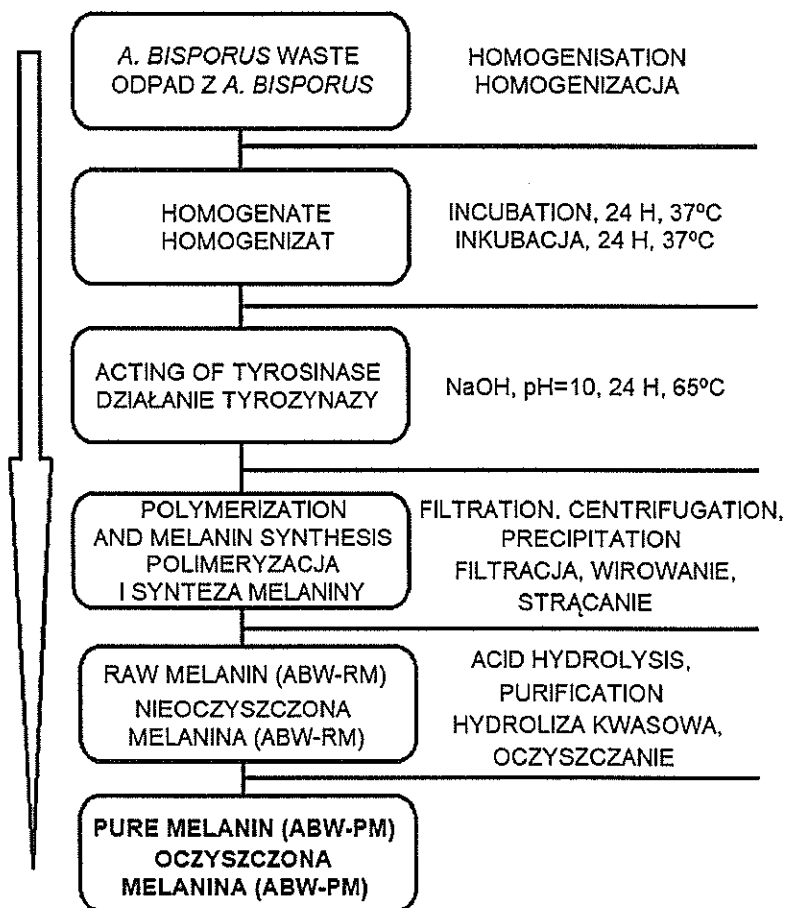 A. BISPORUS WASTE
ODPAD Z A. BISPORUS
HOMOGENISATION
HOMOGENIZACJA
HOMOGENATE
HOMOGENIZAT
INCUBATION, 24 H, 37ºC
INKUBACJA, 24 H, 37ºC
ACTING OF TYROSINASE
DZIAŁANIE TYROZYNAZY
NaOH, pH=10, 24 H, 65ºC
POLYMERIZATION
AND MELANIN SYNTHESIS
POLIMERYZACJA
I SYNTEZA MELANINY
FILTRATION, CENTRIFUGATION,
PRECIPITATION
FILTRACJA, WIROWANIE,
STRĄCANIE
RAW MELANIN (ABW-RM)
NIEOCZYSZCZONA
MELANINA (ABW-RM)
ACID HYDROLYSIS,
PURIFICATION
HYDROLIZA KWASOWA,
OCZYSZCZANIE
PURE MELANIN (ABW-PM)
OCZYSZCZONA
MELANINA (ABW-PM)